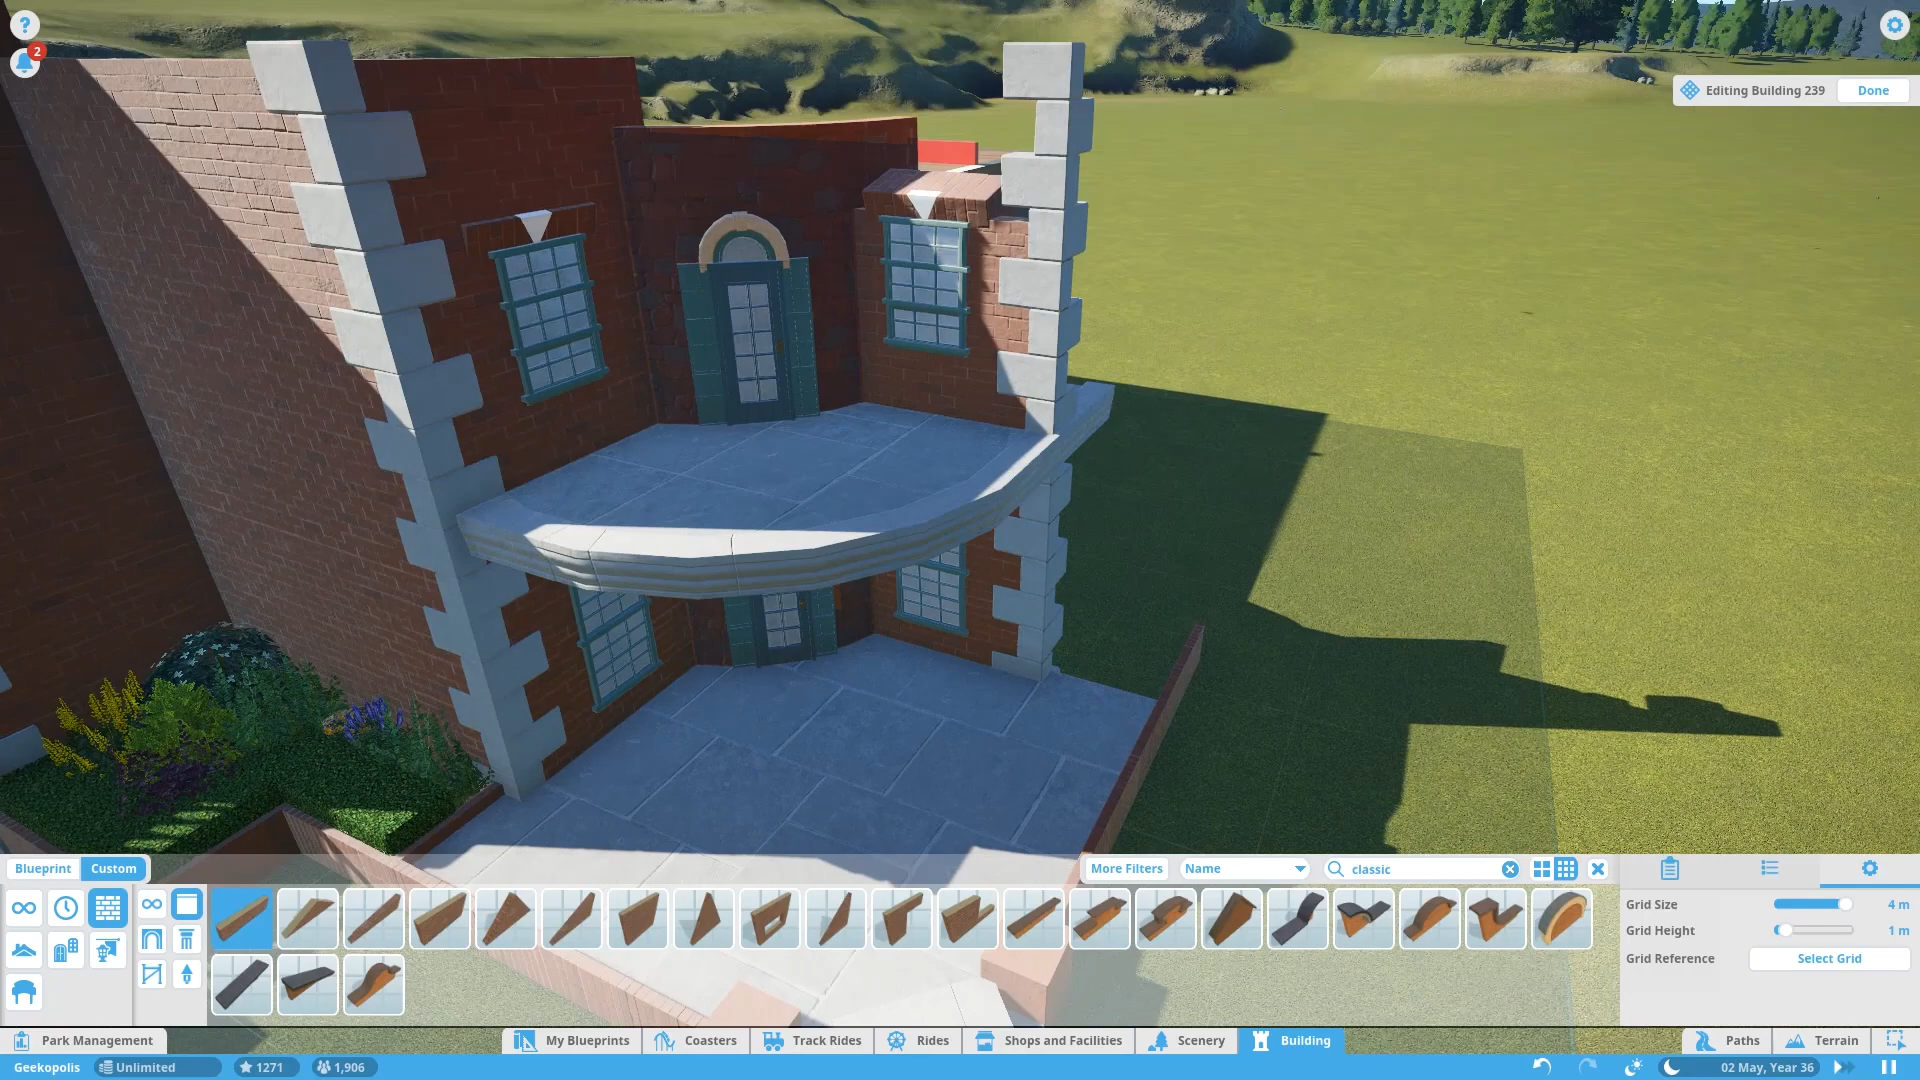 ?
2
Editing Building 239
Done
Blueprint
Custom
More Filters
Name
classic
Grid Size
4 m
Grid Height
1 m
Grid Reference
Select Grid
Park Management
My Blueprints
Coasters
Track Rides
Rides
Shops and Facilities
Scenery
Building
Paths
Terrain
Geekopolis
Unlimited
1271
1,906
02 May, Year 36